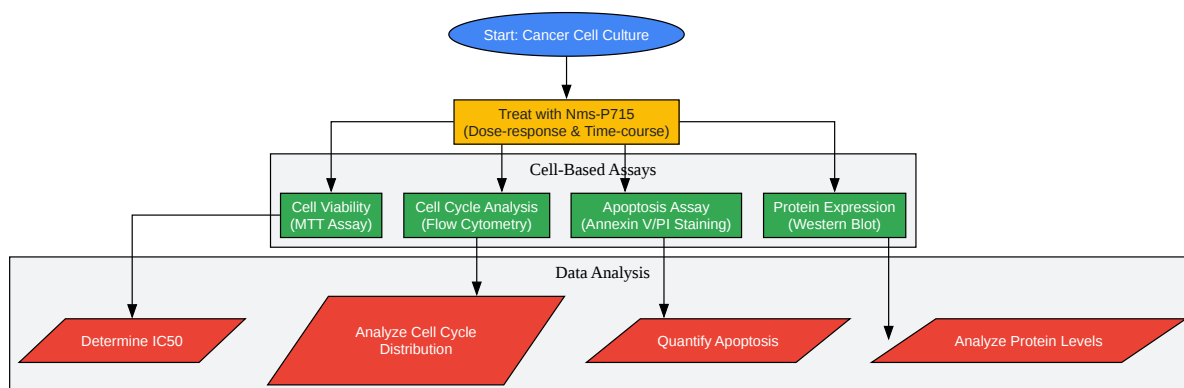 Start: Cancer Cell Culture
Treat with Nms-P715
(Dose-response & Time-course)
Cell-Based Assays
Cell Viability
(MTT Assay)
Cell Cycle Analysis
(Flow Cytometry)
Apoptosis Assay
(Annexin V/PI Staining)
Protein Expression
(Western Blot)
Data Analysis
Determine IC50
Analyze Cell Cycle
Distribution
Quantify Apoptosis
Analyze Protein Levels